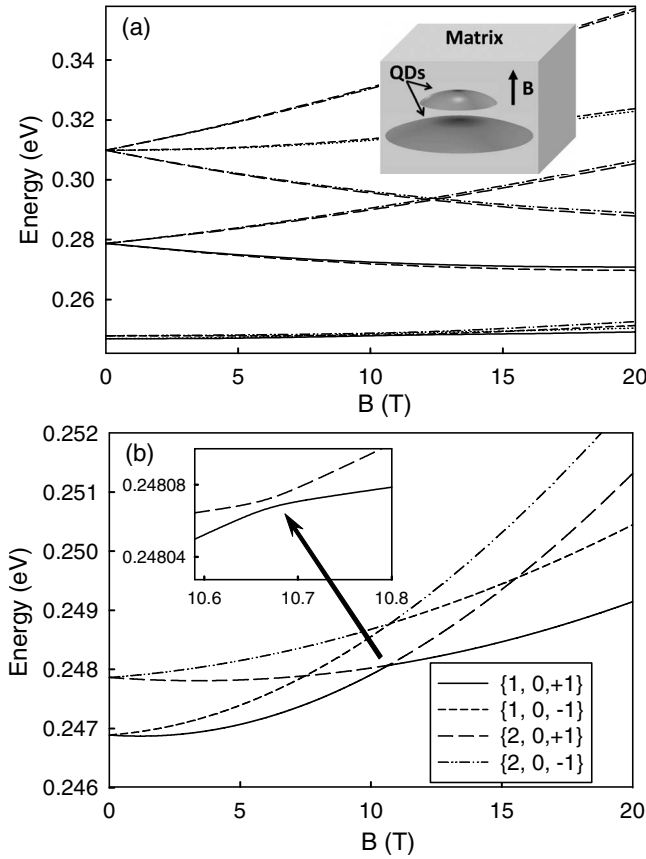 (a)
Matrix
QDs
B
Energy (eV)
0.34
0.32
0.30
0.28
0.26
0
5
10
15
20
B (T)
(b)
0.252
0.251
0.250
0.249
0.248
0.247
0.246
Energy (eV)
0.24808
0.24804
10.6
10.7
10.8
{1, 0,+1}
{1, 0, -1}
{2, 0,+1}
{2, 0, -1}
0
5
10
15
20
B (T)